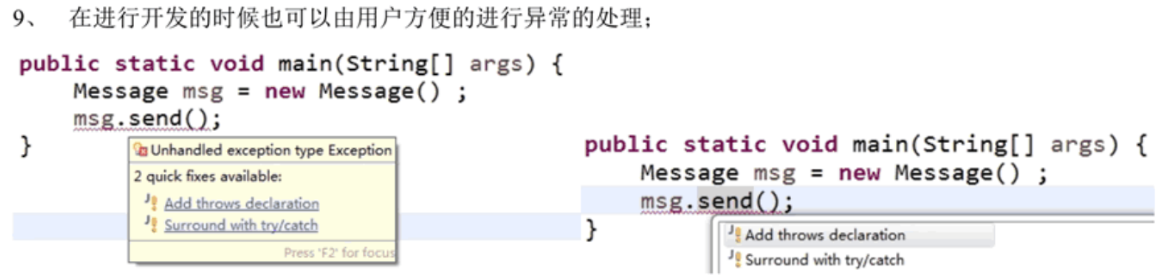 9、 在进行开发的时候也可以由用户方便的进行异常的处理；
public static void main(String[] args) {
Message msg = new Message() ;
msg.send();
}
Unhandled exception type Exception
2 quick fixes available:
Add throws declaration
Surround with try/catch
Press 'F2' for focus
public static void main(String[] args) {
Message msg = new Message() ;
msg.send();
}
Add throws declaration
Surround with try/catch